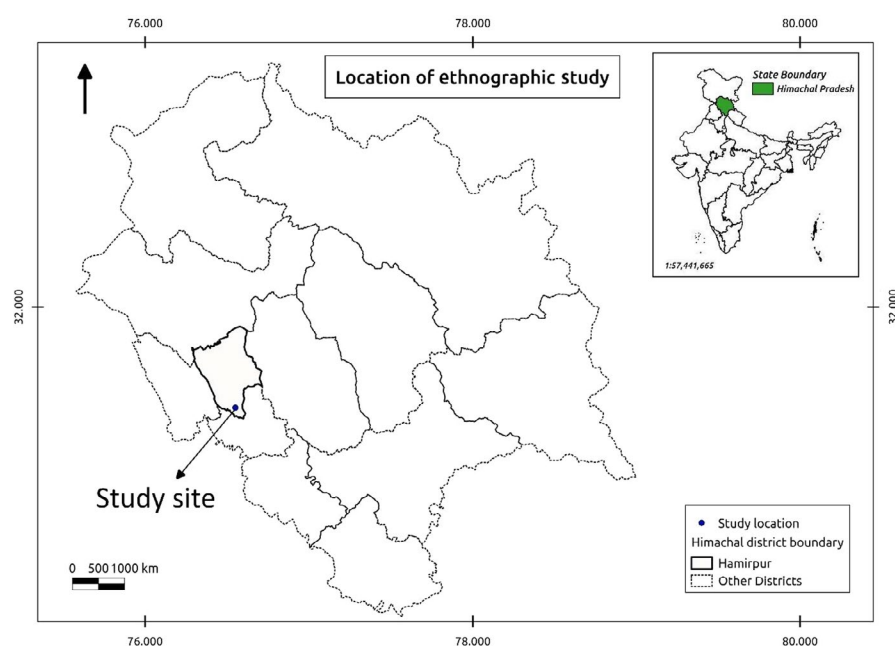 76.000
78.000
80.000
Location of ethnographic study
State Boundary
Himachal Pradesh
1:57,441,665
32.000
32.000
Study site
Study location
Himachal district boundary
Hamirpur
Other Districts
0 500 1000 km
76.000
78.000
80.000